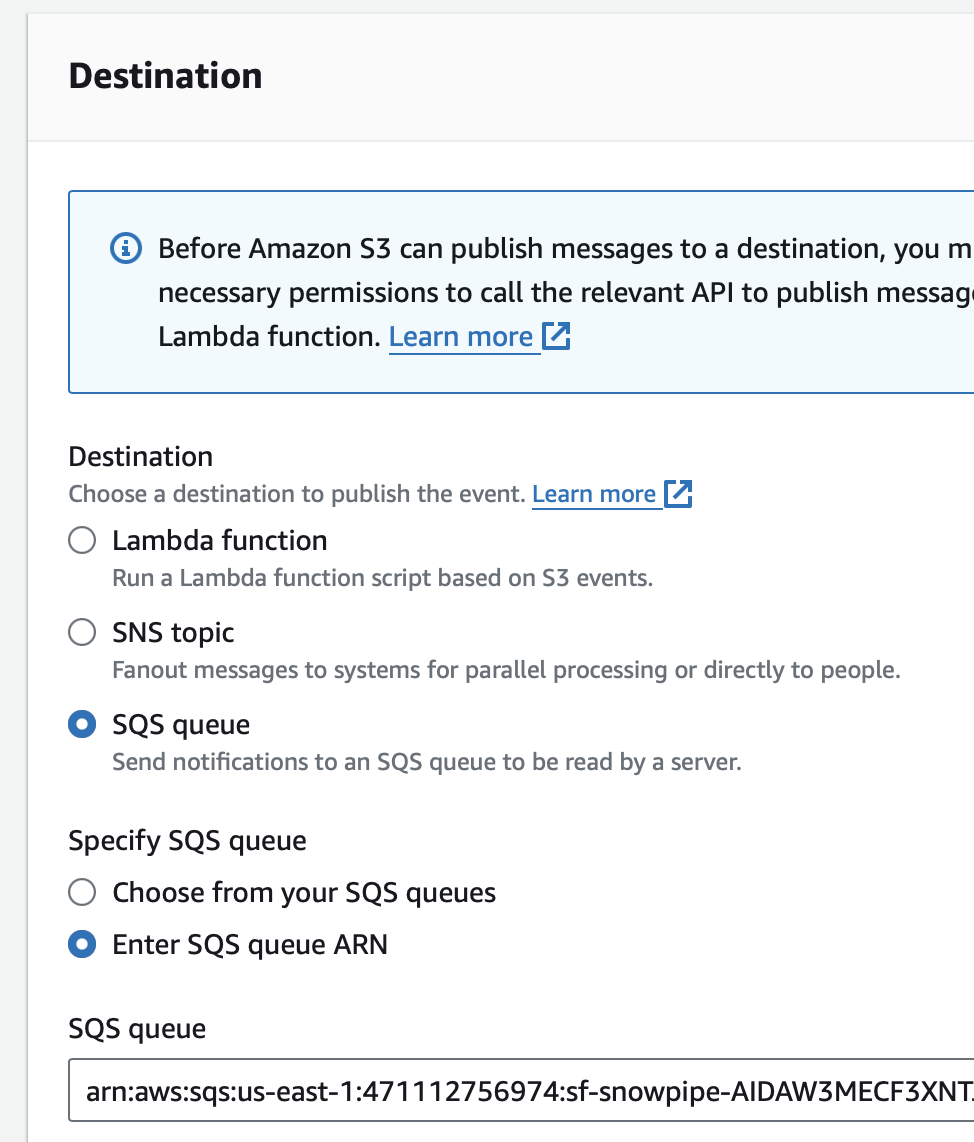 Destination
Before Amazon S3 can publish messages to a destination, you m
necessary permissions to call the relevant API to publish messag
Lambda function. Learn more
Destination
Choose a destination to publish the event. Learn more
Lambda function
Run a Lambda function script based on S3 events.
SNS topic
Fanout messages to systems for parallel processing or directly to people.
SQS queue
Send notifications to an SQS queue to be read by a server.
Specify SQS queue
Choose from your SQS queues
Enter SQS queue ARN
SQS queue
arn:aws:sqs:us-east-1:471112756974:sf-snowpipe-AIDAW3MECF3XNT